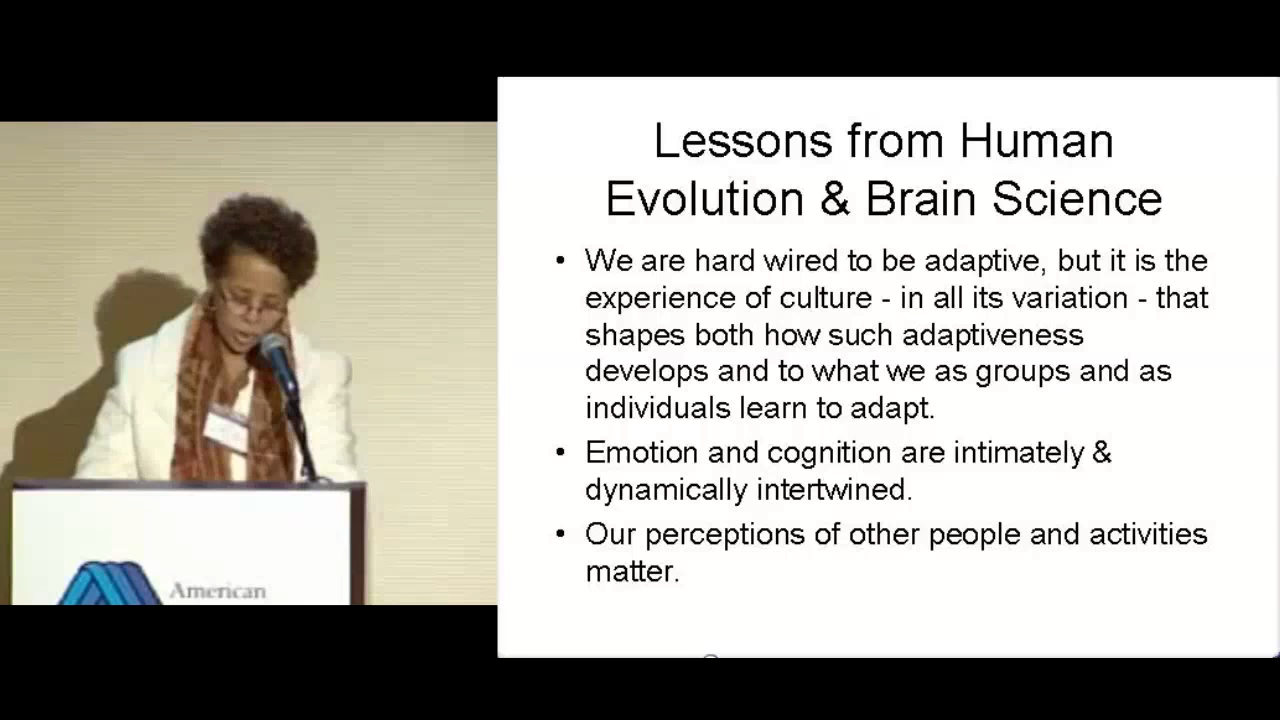 Lessons from Human
Evolution & Brain Science
• We are hard wired to be adaptive, but it is the
experience of culture - in all its variation - that
shapes both how such adaptiveness
develops and to what we as groups and as
individuals learn to adapt.
• Emotion and cognition are intimately &
dynamically intertwined.
• Our perceptions of other people and activities
matter.
American